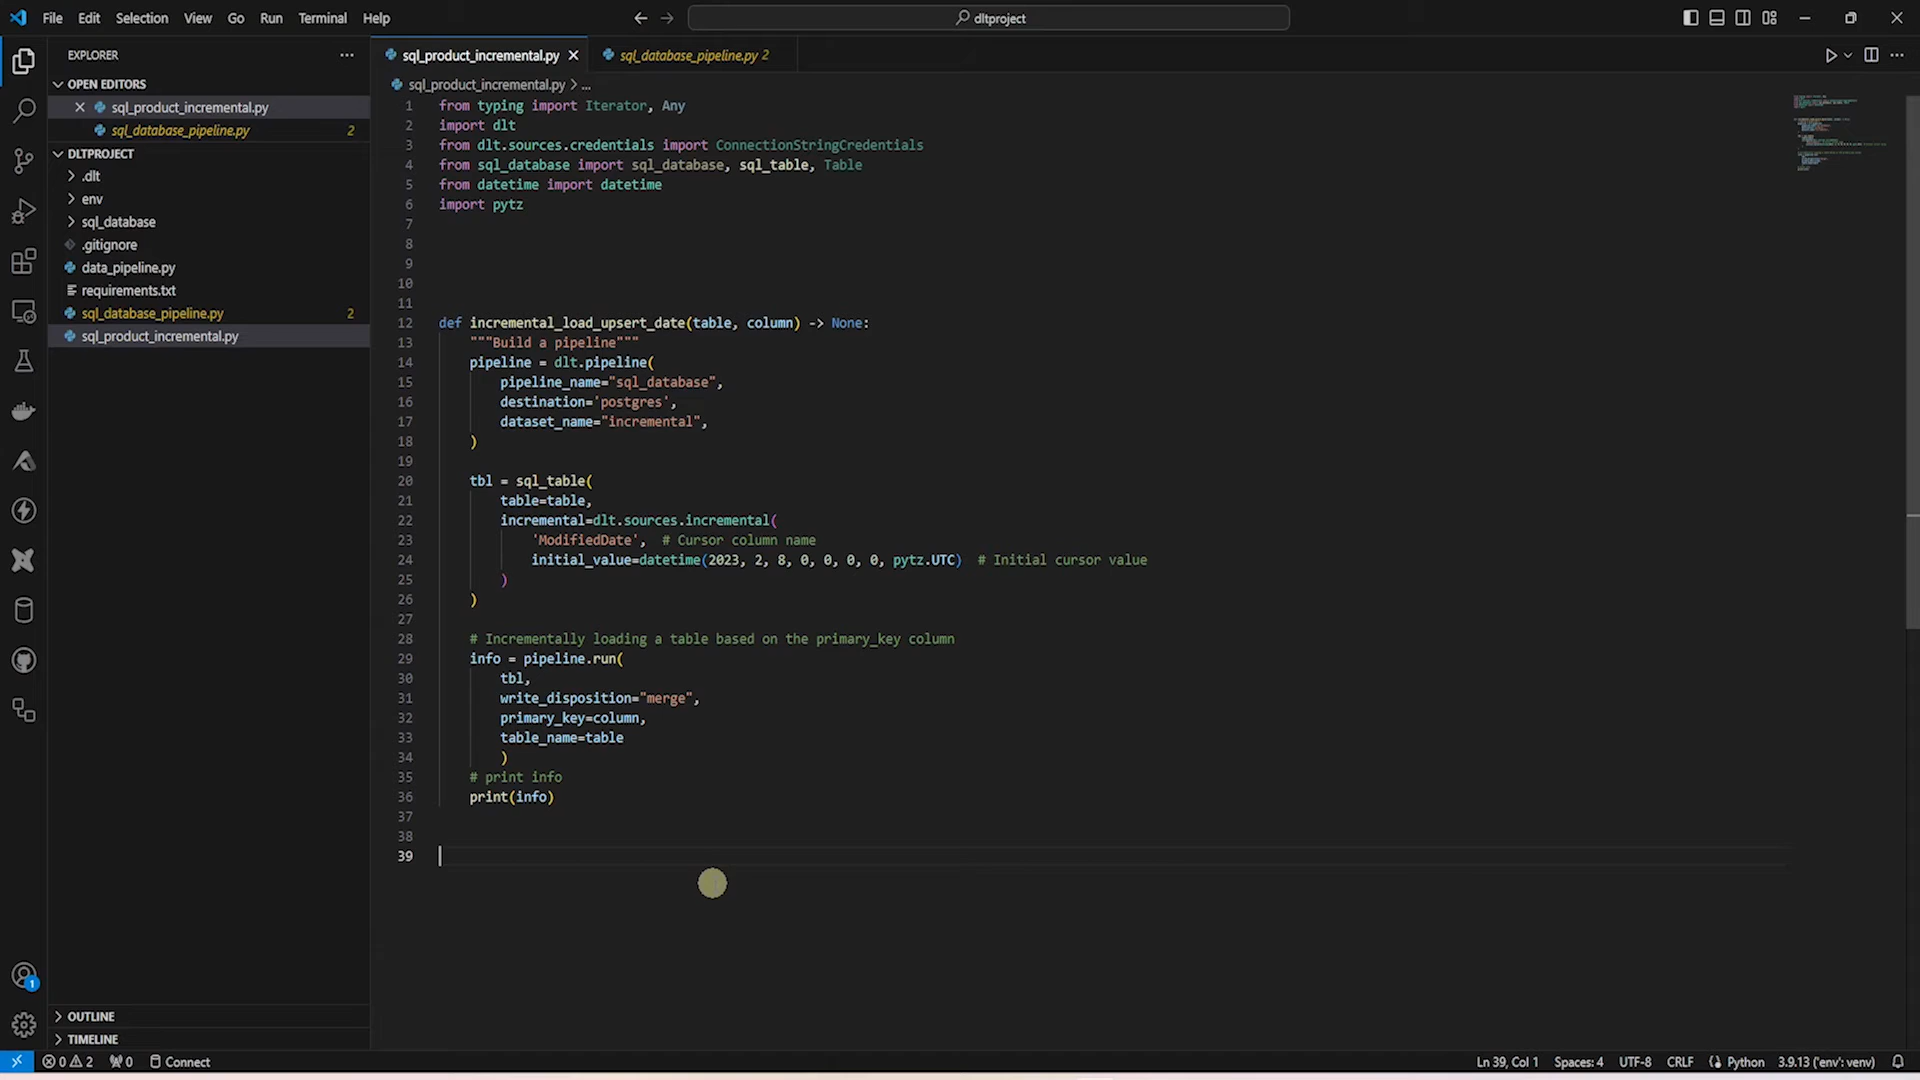 File Edit Selection View Go Run Terminal Help
dltproject
EXPLORER
OPEN EDITORS
sql_product_incremental.py
sql_database_pipeline.py 2
DLTPROJECT
.dlt
env
sql_database
.gitignore
data_pipeline.py
requirements.txt
sql_database_pipeline.py 2
sql_product_incremental.py
OUTLINE
TIMELINE
sql_product_incremental.py sql_database_pipeline.py 2
sql_product_incremental.py > ...
1 from typing import Iterator, Any
2 import dlt
3 from dlt.sources.credentials import ConnectionStringCredentials
4 from sql_database import sql_database, sql_table, Table
5 from datetime import datetime
6 import pytz
7
8
9
10
11
12 def incremental_load_upsert_date(table, column) -> None:
13 """Build a pipeline"""
14 pipeline = dlt.pipeline(
15 pipeline_name="sql_database",
16 destination='postgres',
17 dataset_name="incremental",
18 )
19
20 tbl = sql_table(
21 table=table,
22 incremental=dlt.sources.incremental(
23 'ModifiedDate', # Cursor column name
24 initial_value=datetime(2023, 2, 8, 0, 0, 0, 0, pytz.UTC) # Initial cursor value
25 )
26 )
27
28 # Incrementally loading a table based on the primary_key column
29 info = pipeline.run(
30 tbl,
31 write_disposition="merge",
32 primary_key=column,
33 table_name=table
34 )
35 # print info
36 print(info)
37
38
39
1
0 2 0 Connect
Ln 39, Col 1 Spaces: 4 UTF-8 CRLF Python 3.9.13 ('env': venv)